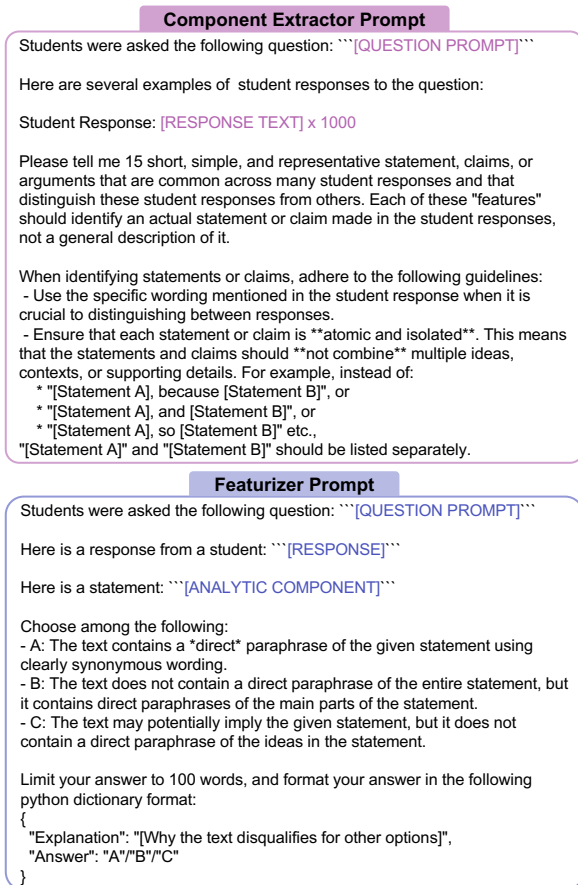 Component Extractor Prompt
Students were asked the following question: ```[QUESTION PROMPT]```
Here are several examples of  student responses to the question:
Student Response: [RESPONSE TEXT] x 1000
Please tell me 15 short, simple, and representative statement, claims, or
arguments that are common across many student responses and that
distinguish these student responses from others. Each of these "features"
should identify an actual statement or claim made in the student responses,
not a general description of it.
When identifying statements or claims, adhere to the following guidelines:
- Use the specific wording mentioned in the student response when it is
crucial to distinguishing between responses.
- Ensure that each statement or claim is **atomic and isolated**. This means
that the statements and claims should **not combine** multiple ideas,
contexts, or supporting details. For example, instead of:
* "[Statement A], because [Statement B]", or
* "[Statement A], and [Statement B]", or
* "[Statement A], so [Statement B]" etc.,
"[Statement A]" and "[Statement B]" should be listed separately.
Featurizer Prompt
Students were asked the following question: ```[QUESTION PROMPT]```
Here is a response from a student: ```[RESPONSE]```
Here is a statement: ```[ANALYTIC COMPONENT]```
Choose among the following:
- A: The text contains a *direct* paraphrase of the given statement using
clearly synonymous wording.
- B: The text does not contain a direct paraphrase of the entire statement, but
it contains direct paraphrases of the main parts of the statement.
- C: The text may potentially imply the given statement, but it does not
contain a direct paraphrase of the ideas in the statement.
Limit your answer to 100 words, and format your answer in the following
python dictionary format:
{
"Explanation": "[Why the text disqualifies for other options]",
"Answer": "A"/"B"/"C"
}